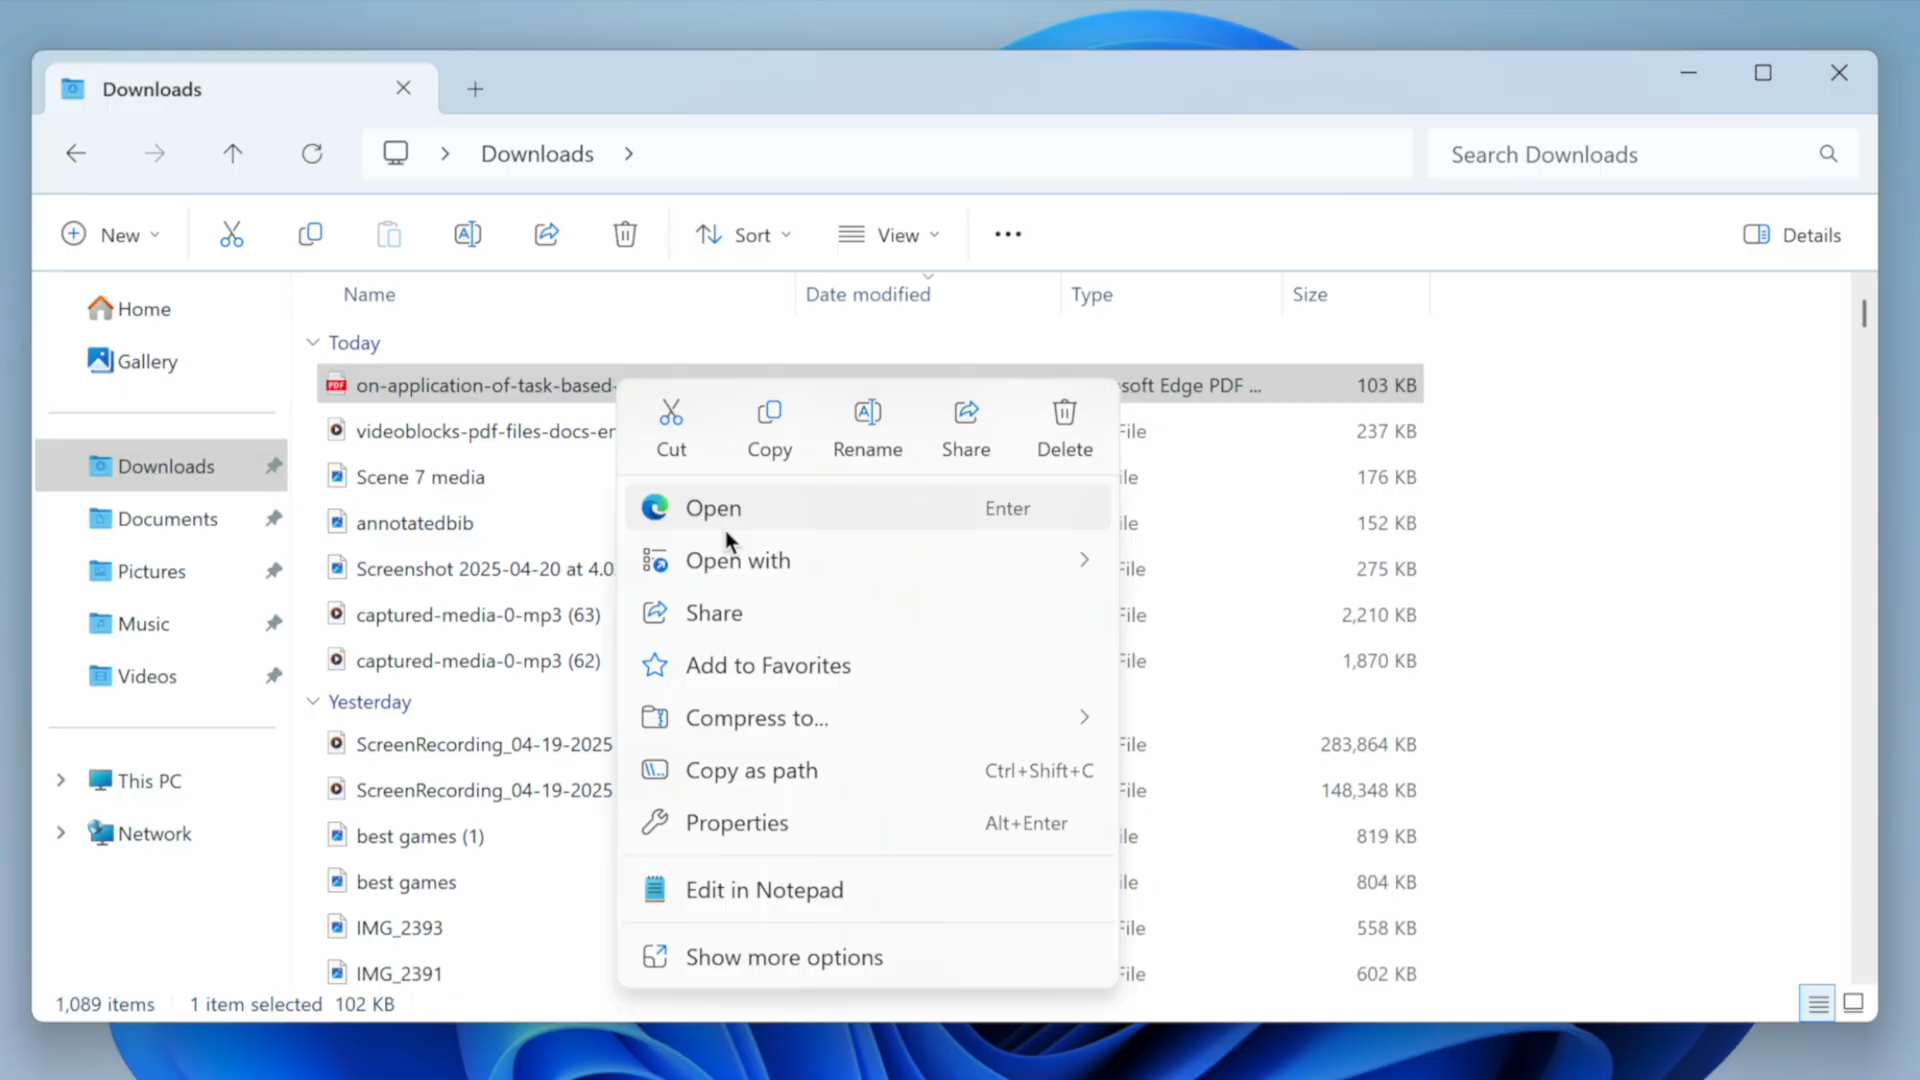 Downloads
Downloads
Search Downloads
New
Sort
View
Details
Name Date modified Type Size
Home
Gallery
Downloads
Documents
Pictures
Music
Videos
This PC
Network
Today
on-application-of-task-based- soft Edge PDF ... 103 KB
videoblocks-pdf-files-docs-er File 237 KB
Scene 7 media ile 176 KB
annotatedbib ile 152 KB
Screenshot 2025-04-20 at 4.0 File 275 KB
captured-media-0-mp3 (63) File 2,210 KB
captured-media-0-mp3 (62) File 1,870 KB
Yesterday
ScreenRecording_04-19-2025 File 283,864 KB
ScreenRecording_04-19-2025 File 148,348 KB
best games (1) ile 819 KB
best games ile 804 KB
IMG_2393 File 558 KB
IMG_2391 File 602 KB
Cut Copy Rename Share Delete
Open Enter
Open with
Share
Add to Favorites
Compress to...
Copy as path Ctrl+Shift+C
Properties Alt+Enter
Edit in Notepad
Show more options
1,089 items 1 item selected 102 KB